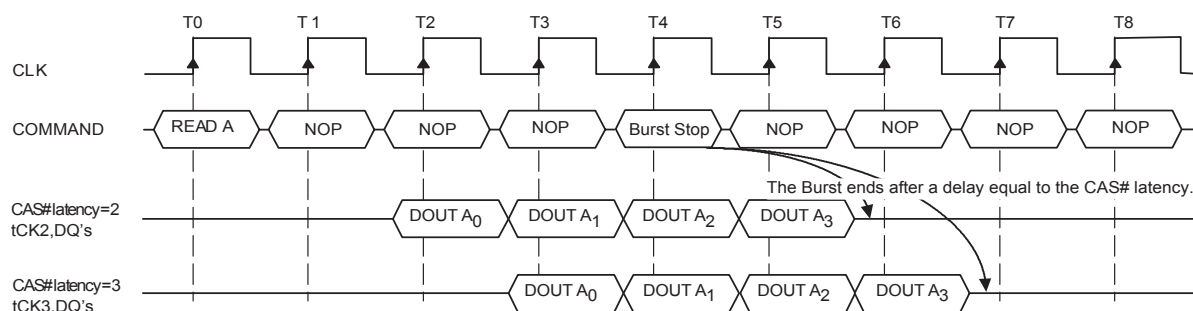 T0 T 1 T2 T3 T4 T5 T6 T7 T8
CLK
COMMAND READ A NOP NOP NOP Burst Stop NOP NOP NOP NOP
The Burst ends after a delay equal to the CAS# latency.
CAS#latency=2
tCK2,DQ's
DOUT A0 DOUT A1 DOUT A2 DOUT A3
CAS#latency=3
tCK3,DQ's
DOUT A0 DOUT A1 DOUT A2 DOUT A3